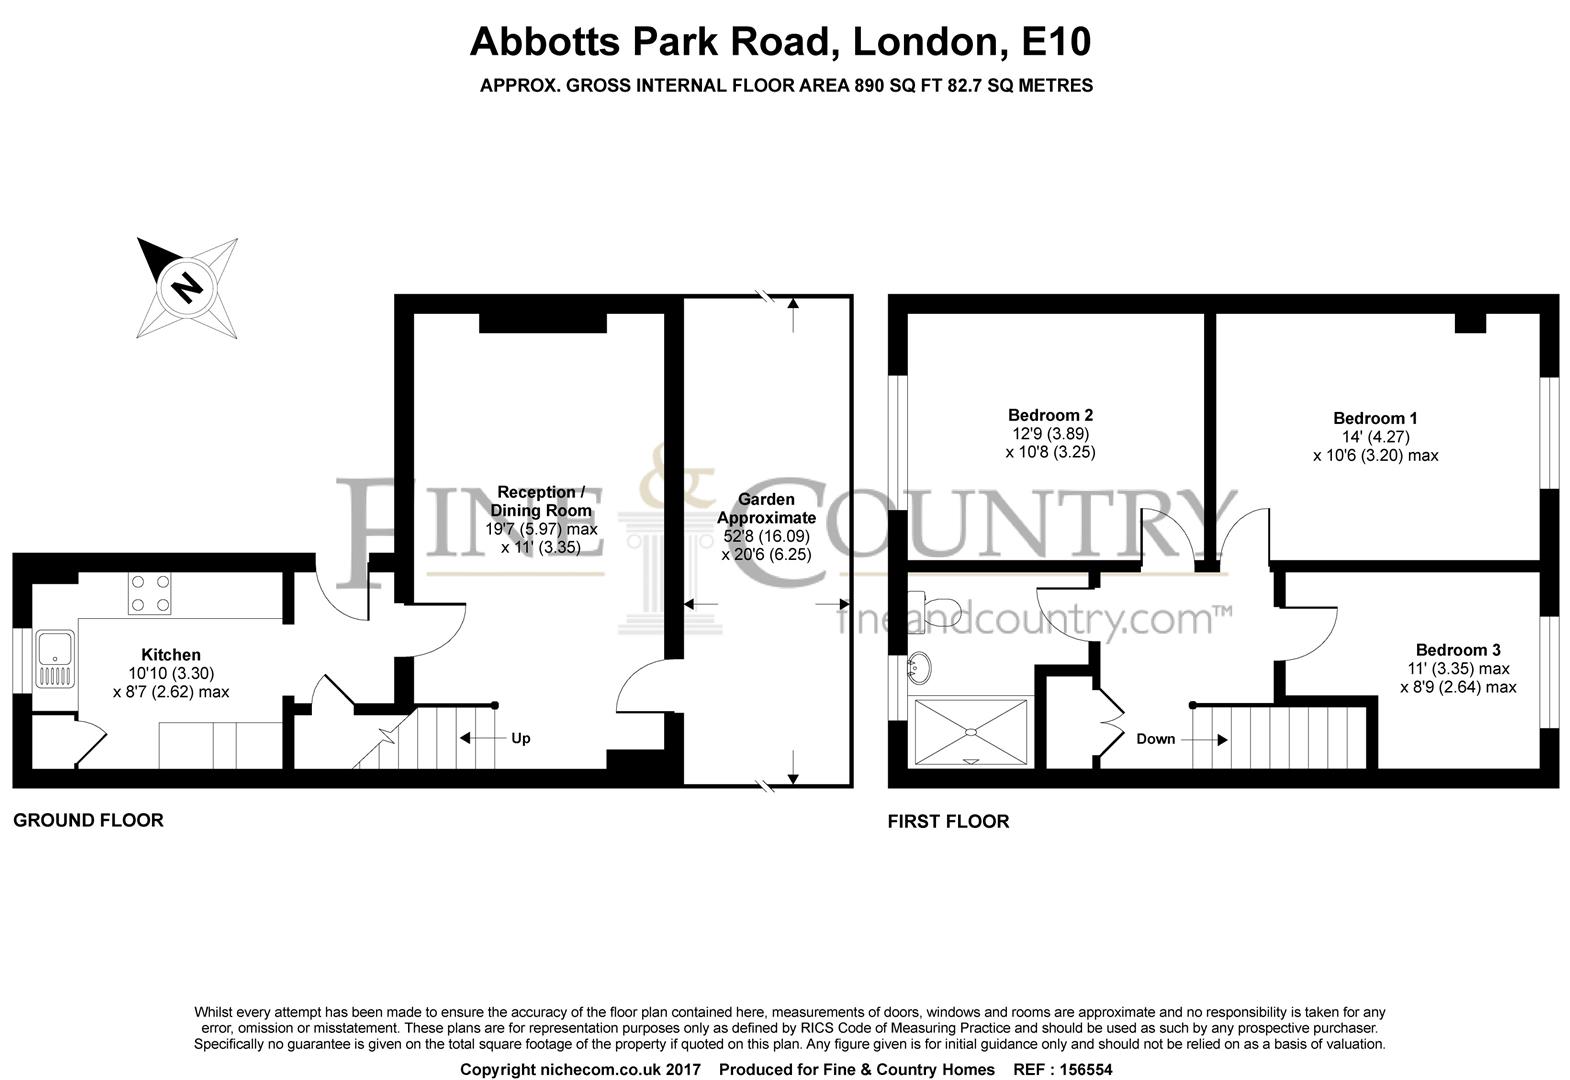 Abbotts Park Road, London, E10
APPROX. GROSS INTERNAL FLOOR AREA 890 SQ FT 82.7 SQ METRES
N
Bedroom 2
12'9 (3.89)
x 10'8 (3.25)
Bedroom 1
14' (4.27)
x 10'6 (3.20) max
Reception /
Dining Room
19'7 (5.97) max
x 11' (3.35)
Garden
Approximate
52'8 (16.09)
x 20'6 (6.25)
FINE & COUNTRY
fineandcountry.com™
Kitchen
10'10 (3.30)
x 8'7 (2.62) max
Bedroom 3
11' (3.35) max
x 8'9 (2.64) max
Up
Down
GROUND FLOOR
FIRST FLOOR
Whilst every attempt has been made to ensure the accuracy of the floor plan contained here, measurements of doors, windows and rooms are approximate and no responsibility is taken for any
error, omission or misstatement. These plans are for representation purposes only as defined by RICS Code of Measuring Practice and should be used as such by any prospective purchaser.
Specifically no guarantee is given on the total square footage of the property if quoted on this plan. Any figure given is for initial guidance only and should not be relied on as a basis of valuation.
Copyright nichecom.co.uk 2017 Produced for Fine & Country Homes REF : 156554